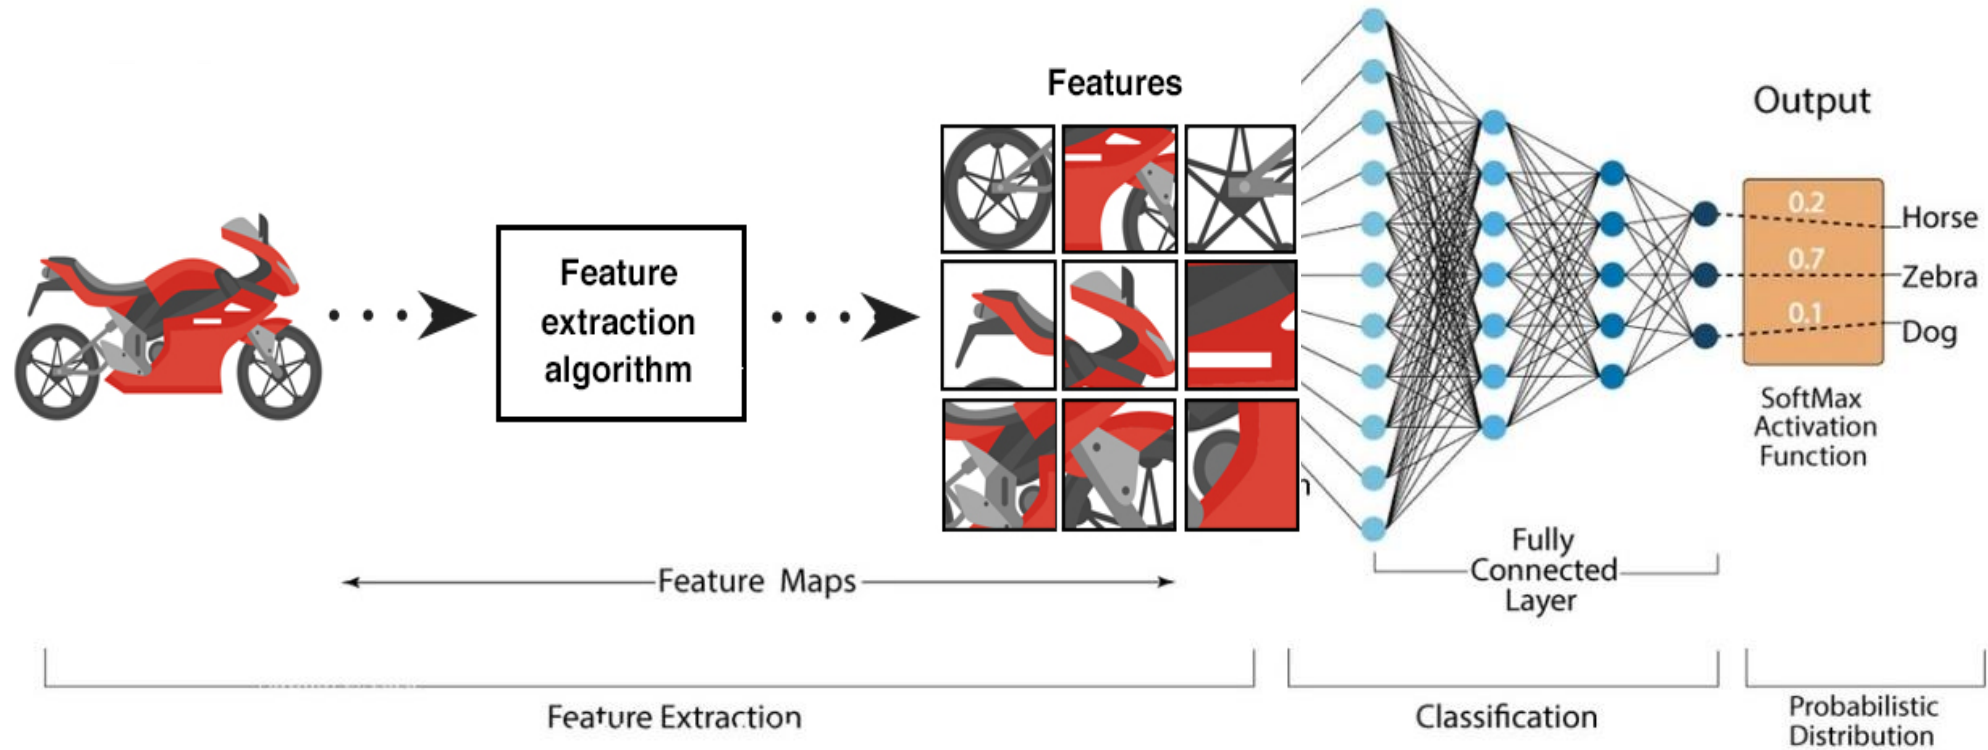 Features
Output
Feature
extraction
algorithm
0.2
Horse
0.7
Zebra
0.1
Dog
SoftMax
Activation
Function
n
Fully
Connected
Layer
Feature Maps
Feature Extraction
Classification
Probabilistic
Distribution